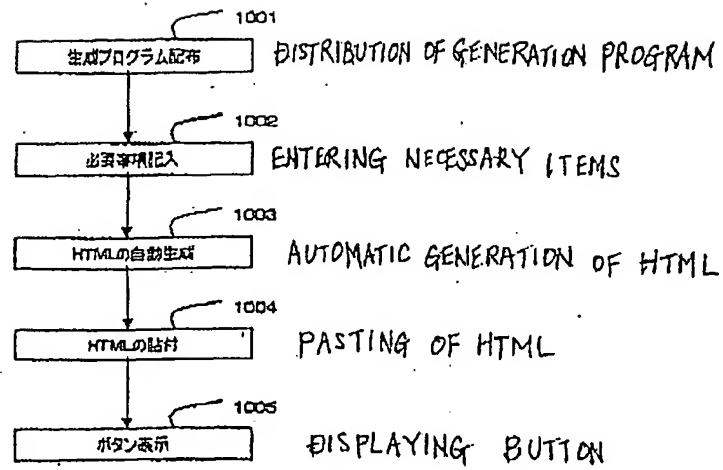 1001
生成プログラム配布 DISTRIBUTION OF GENERATION PROGRAM
1002
必要事項記入 ENTERING NECESSARY ITEMS
1003
HTMLの自動生成 AUTOMATIC GENERATION OF HTML
1004
HTMLの貼付 PASTING OF HTML
1005
ボタン表示 DISPLAYING BUTTON